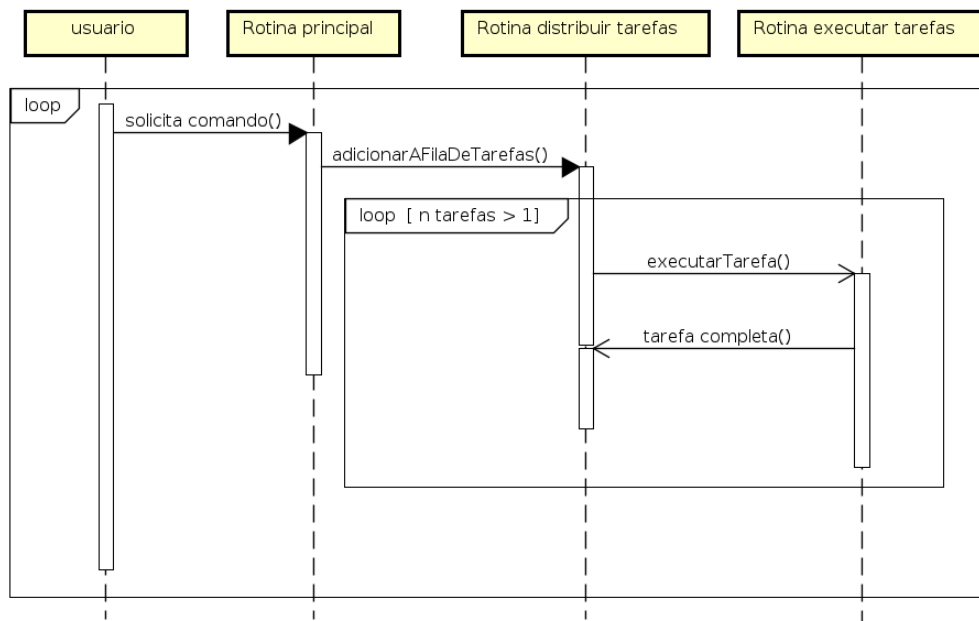 usuario
Rotina principal
Rotina distribuir tarefas
Rotina executar tarefas
loop
solicita comando()
adicionarAFilaDeTarefas()
loop [ n tarefas > 1]
executarTarefa()
tarefa completa()